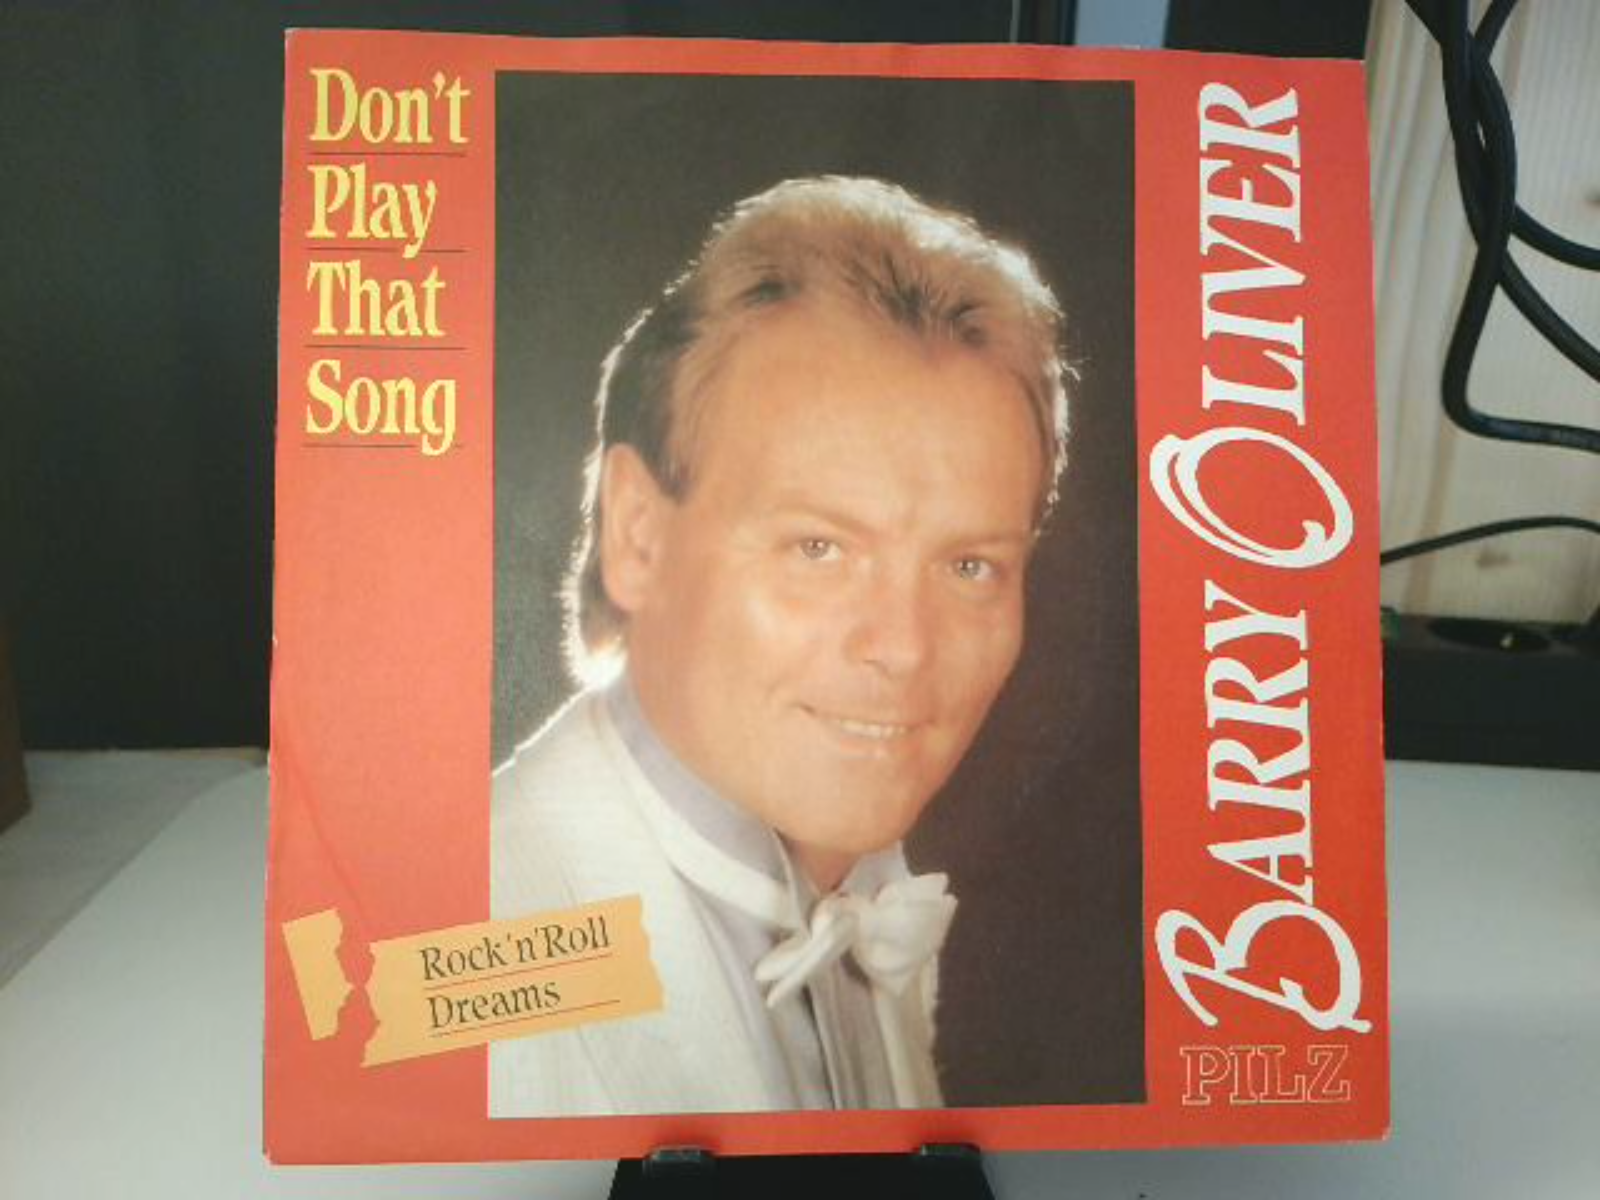 Don't
Play
That
Song
BARRY OLIVER
Rock'n'Roll
Dreams
PILZ